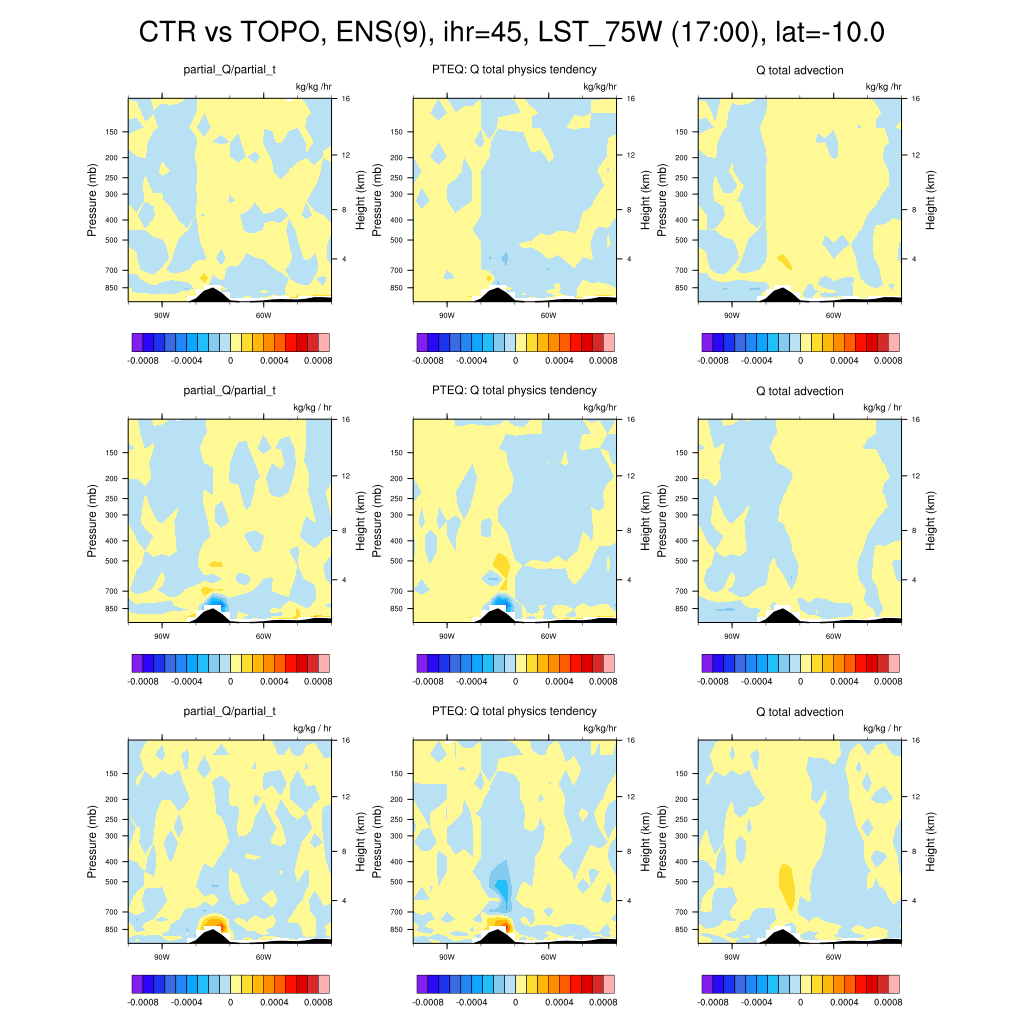 CTR vs TOPO, ENS(9), ihr=45, LST_75W (17:00), lat=-10.0
partial_Q/partial_t
PTEQ: Q total physics tendency
Q total advection
kg/kg /hr
kg/kg /hr
kg/kg /hr
Pressure (mb)
150
200
250
300
400
500
700
850
16
12
8
4
Height (km)
90W
60W
-0.0008
-0.0004
0
0.0004
0.0008
Pressure (mb)
150
200
250
300
400
500
700
850
16
12
8
4
Height (km)
90W
60W
-0.0008
-0.0004
0
0.0004
0.0008
Pressure (mb)
150
200
250
300
400
500
700
850
16
12
8
4
Height (km)
90W
60W
-0.0008
-0.0004
0
0.0004
0.0008
partial_Q/partial_t
PTEQ: Q total physics tendency
Q total advection
kg/kg / hr
kg/kg/hr
kg/kg / hr
Pressure (mb)
150
200
250
300
400
500
700
850
16
12
8
4
Height (km)
90W
60W
-0.0008
-0.0004
0
0.0004
0.0008
Pressure (mb)
150
200
250
300
400
500
700
850
16
12
8
4
Height (km)
90W
60W
-0.0008
-0.0004
0
0.0004
0.0008
Pressure (mb)
150
200
250
300
400
500
700
850
16
12
8
4
Height (km)
90W
60W
-0.0008
-0.0004
0
0.0004
0.0008
partial_Q/partial_t
PTEQ: Q total physics tendency
Q total advection
kg/kg / hr
kg/kg/hr
kg/kg / hr
Pressure (mb)
150
200
250
300
400
500
700
850
16
12
8
4
Height (km)
90W
60W
-0.0008
-0.0004
0
0.0004
0.0008
Pressure (mb)
150
200
250
300
400
500
700
850
16
12
8
4
Height (km)
90W
60W
-0.0008
-0.0004
0
0.0004
0.0008
Pressure (mb)
150
200
250
300
400
500
700
850
16
12
8
4
Height (km)
90W
60W
-0.0008
-0.0004
0
0.0004
0.0008